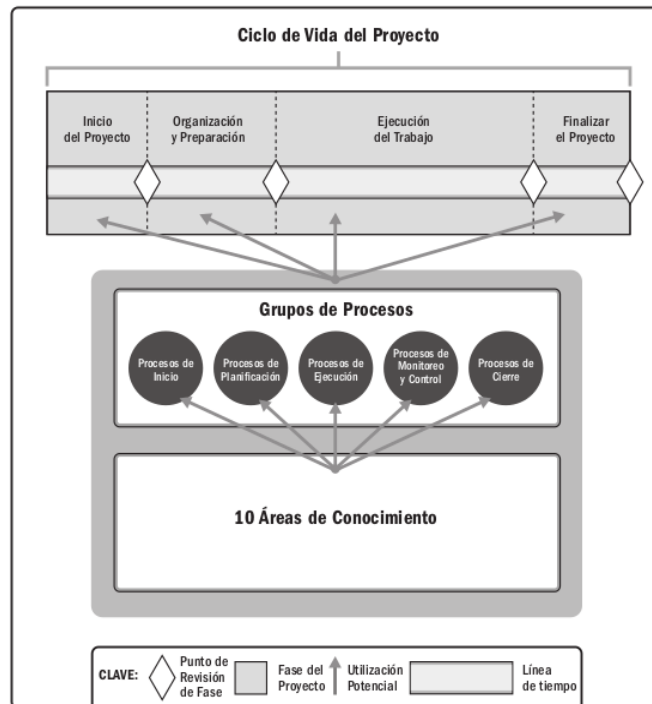 Ciclo de Vida del Proyecto
Inicio
del Proyecto
Organización
y Preparación
Ejecución
del Trabajo
Finalizar
el Proyecto
Grupos de Procesos
Procesos de
Inicio
Procesos de
Planificación
Procesos de
Ejecución
Procesos de
Monitoreo
y Control
Procesos de
Cierre
10 Áreas de Conocimiento
CLAVE:
Punto de
Revisión
de Fase
Fase del
Proyecto
Utilización
Potencial
Línea
de tiempo